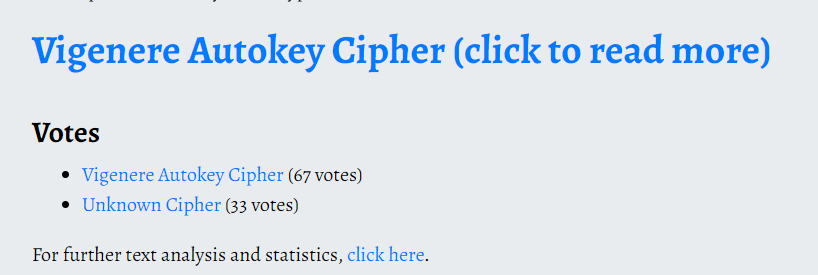 Vigenere Autokey Cipher (click to read more)
Votes
Vigenere Autokey Cipher (67 votes)
Unknown Cipher (33 votes)
For further text analysis and statistics, click here.